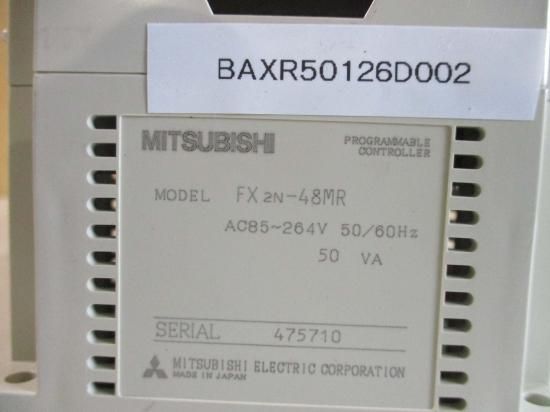 BAXR50126D002
MITSUBISHI
PROGRAMMABLE
CONTROLLER
MODEL FX2N-48MR
AC85~264V 50/60Hz
50 VA
SERIAL 475710
MITSUBISHI ELECTRIC CORPORATION
MADE IN JAPAN